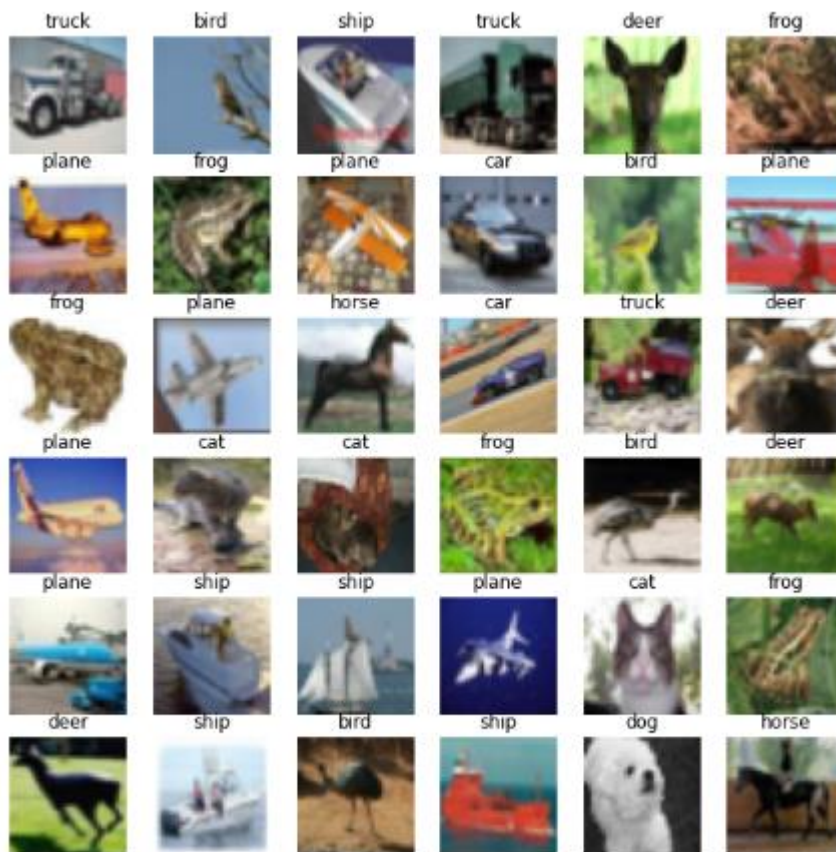 truck bird ship truck deer frog
plane frog plane car bird plane
frog plane horse car truck deer
plane cat cat frog bird deer
plane ship ship plane cat frog
deer ship bird ship dog horse